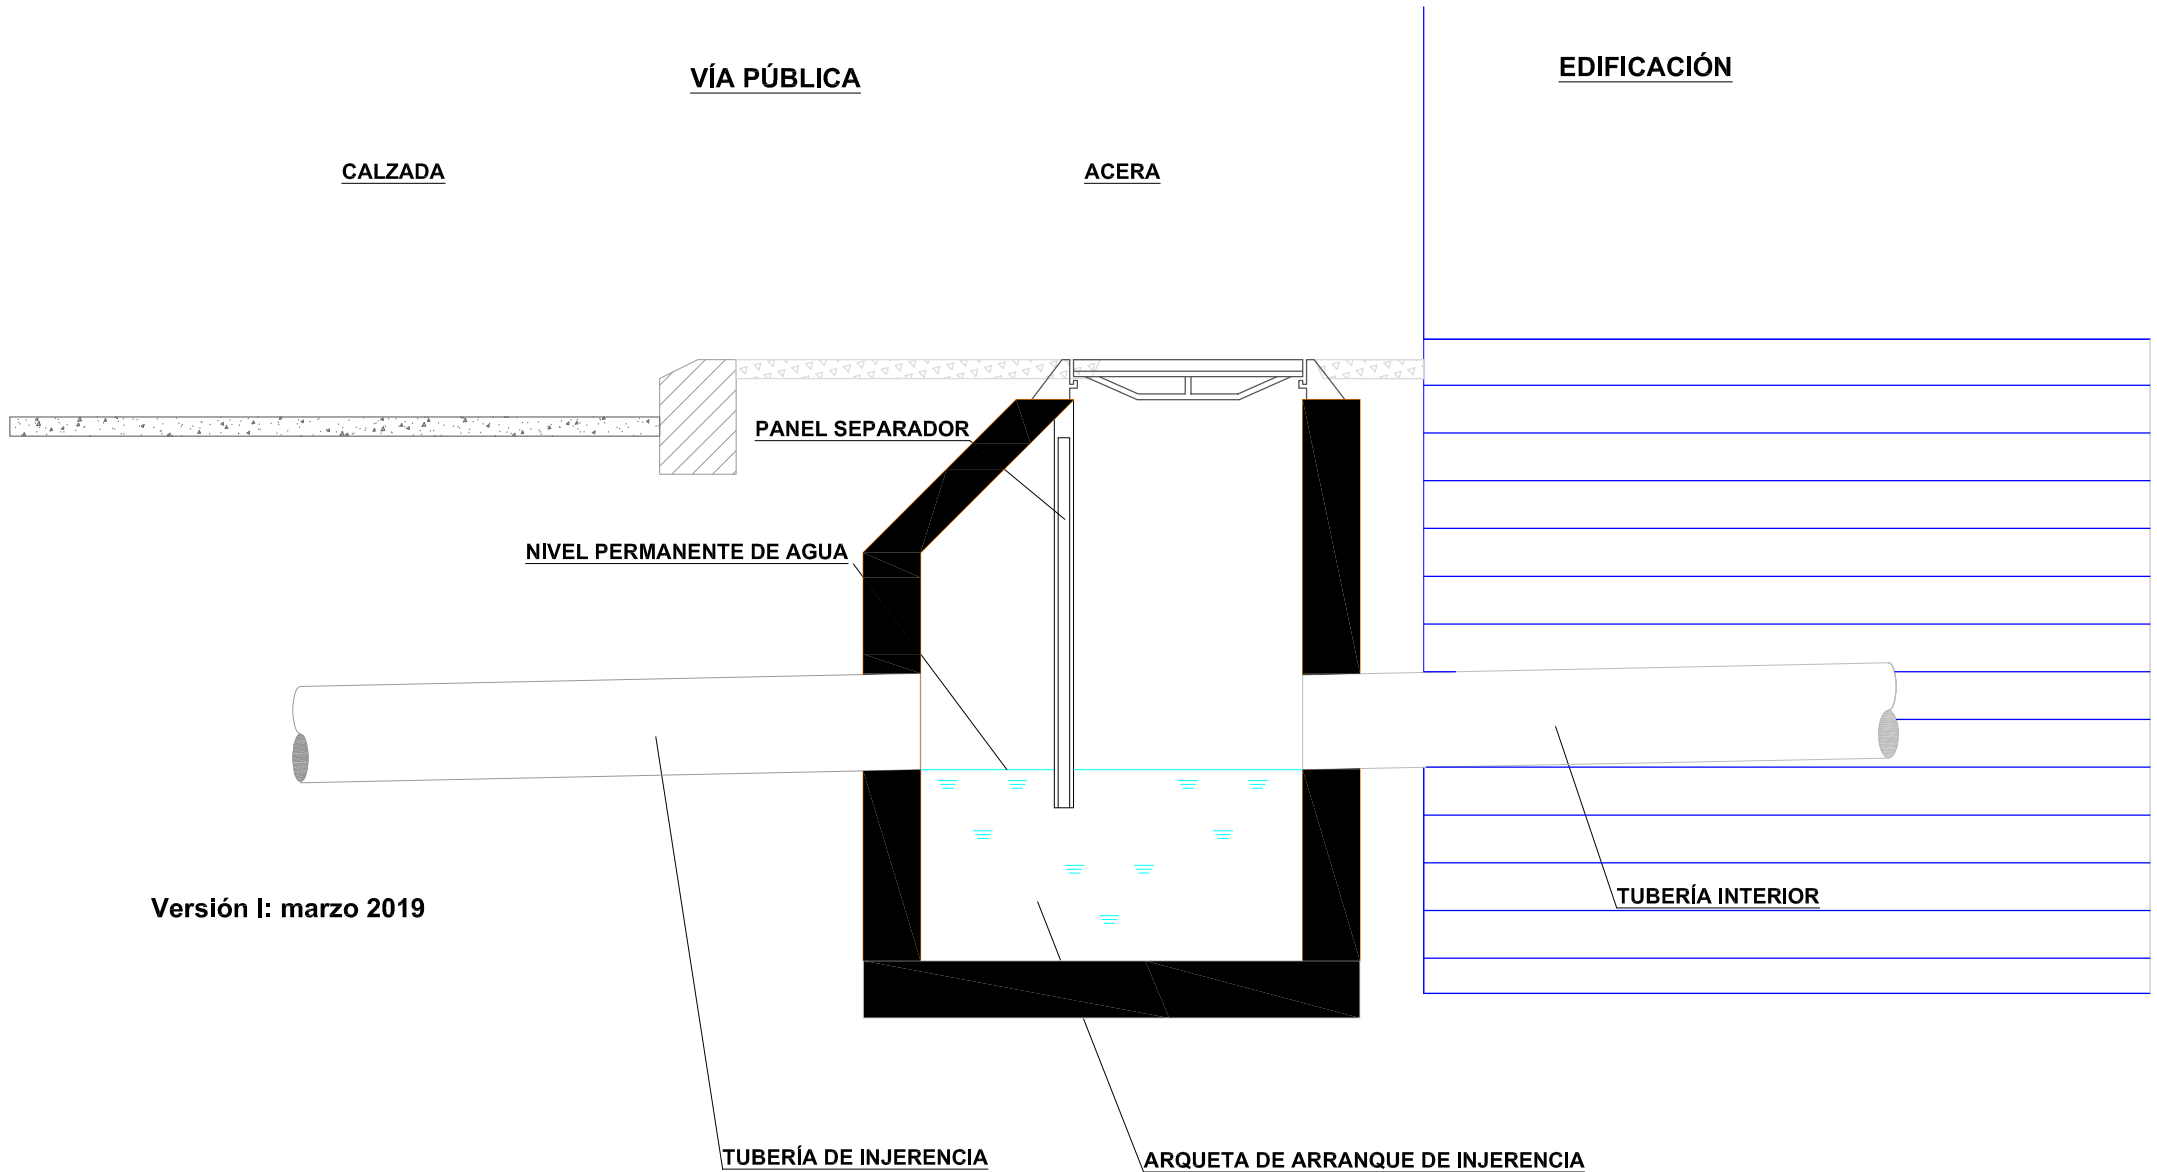 VÍA PÚBLICA
EDIFICACIÓN
CALZADA
ACERA
PANEL SEPARADOR
NIVEL PERMANENTE DE AGUA
TUBERÍA INTERIOR
Versión I: marzo 2019
TUBERÍA DE INJERENCIA
ARQUETA DE ARRANQUE DE INJERENCIA